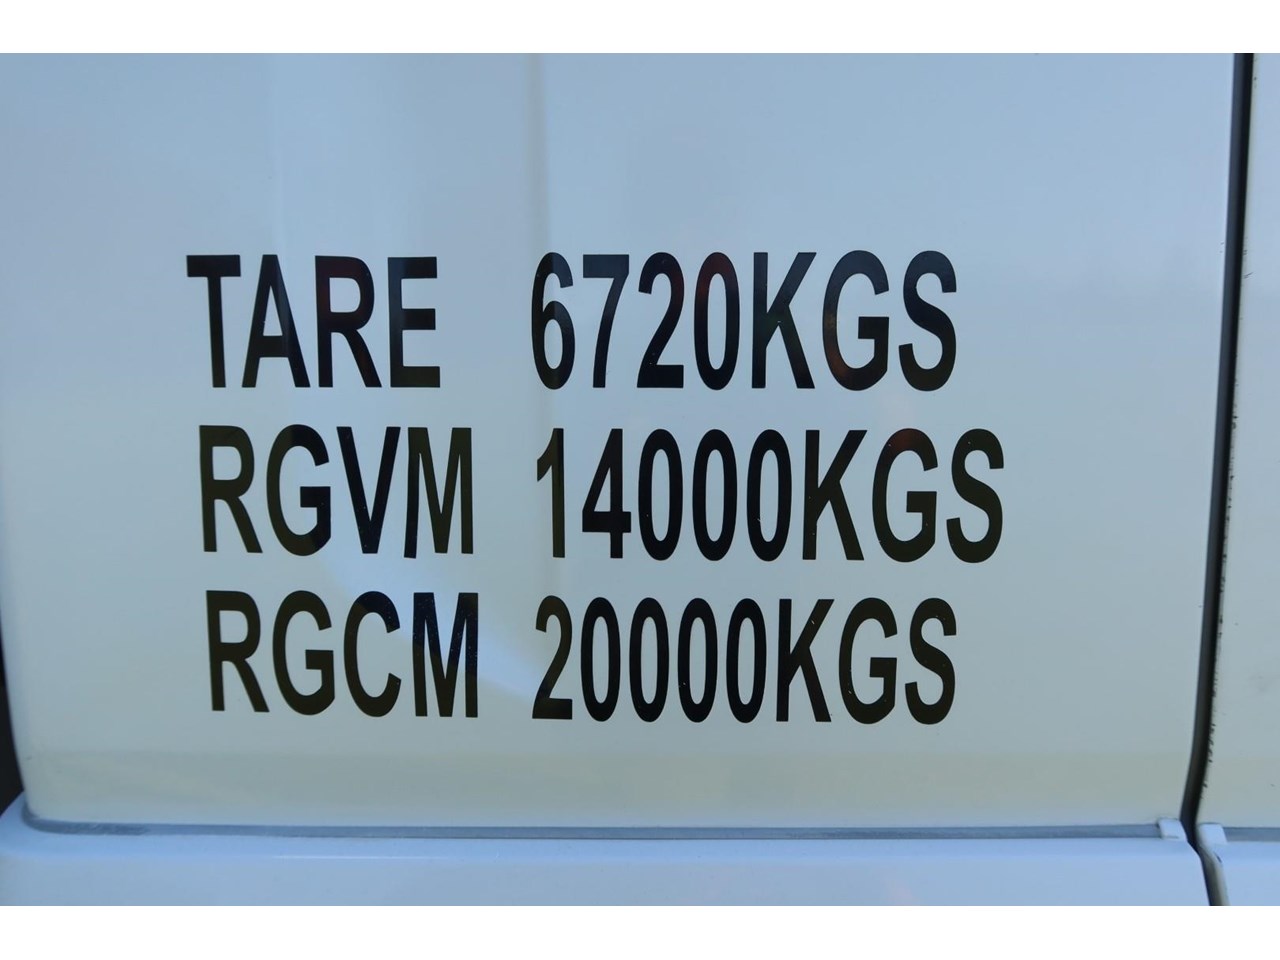 TARE 6720KGS
RGVM 14000KGS
RGCM 20000KGS